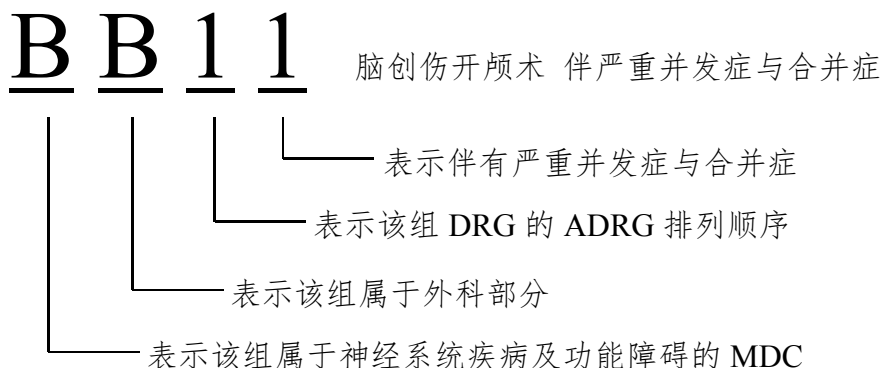 BB11 脑创伤开颅术 伴严重并发症与合并症
表示伴有严重并发症与合并症
表示该组 DRG 的 ADRG 排列顺序
表示该组属于外科部分
表示该组属于神经系统疾病及功能障碍的 MDC